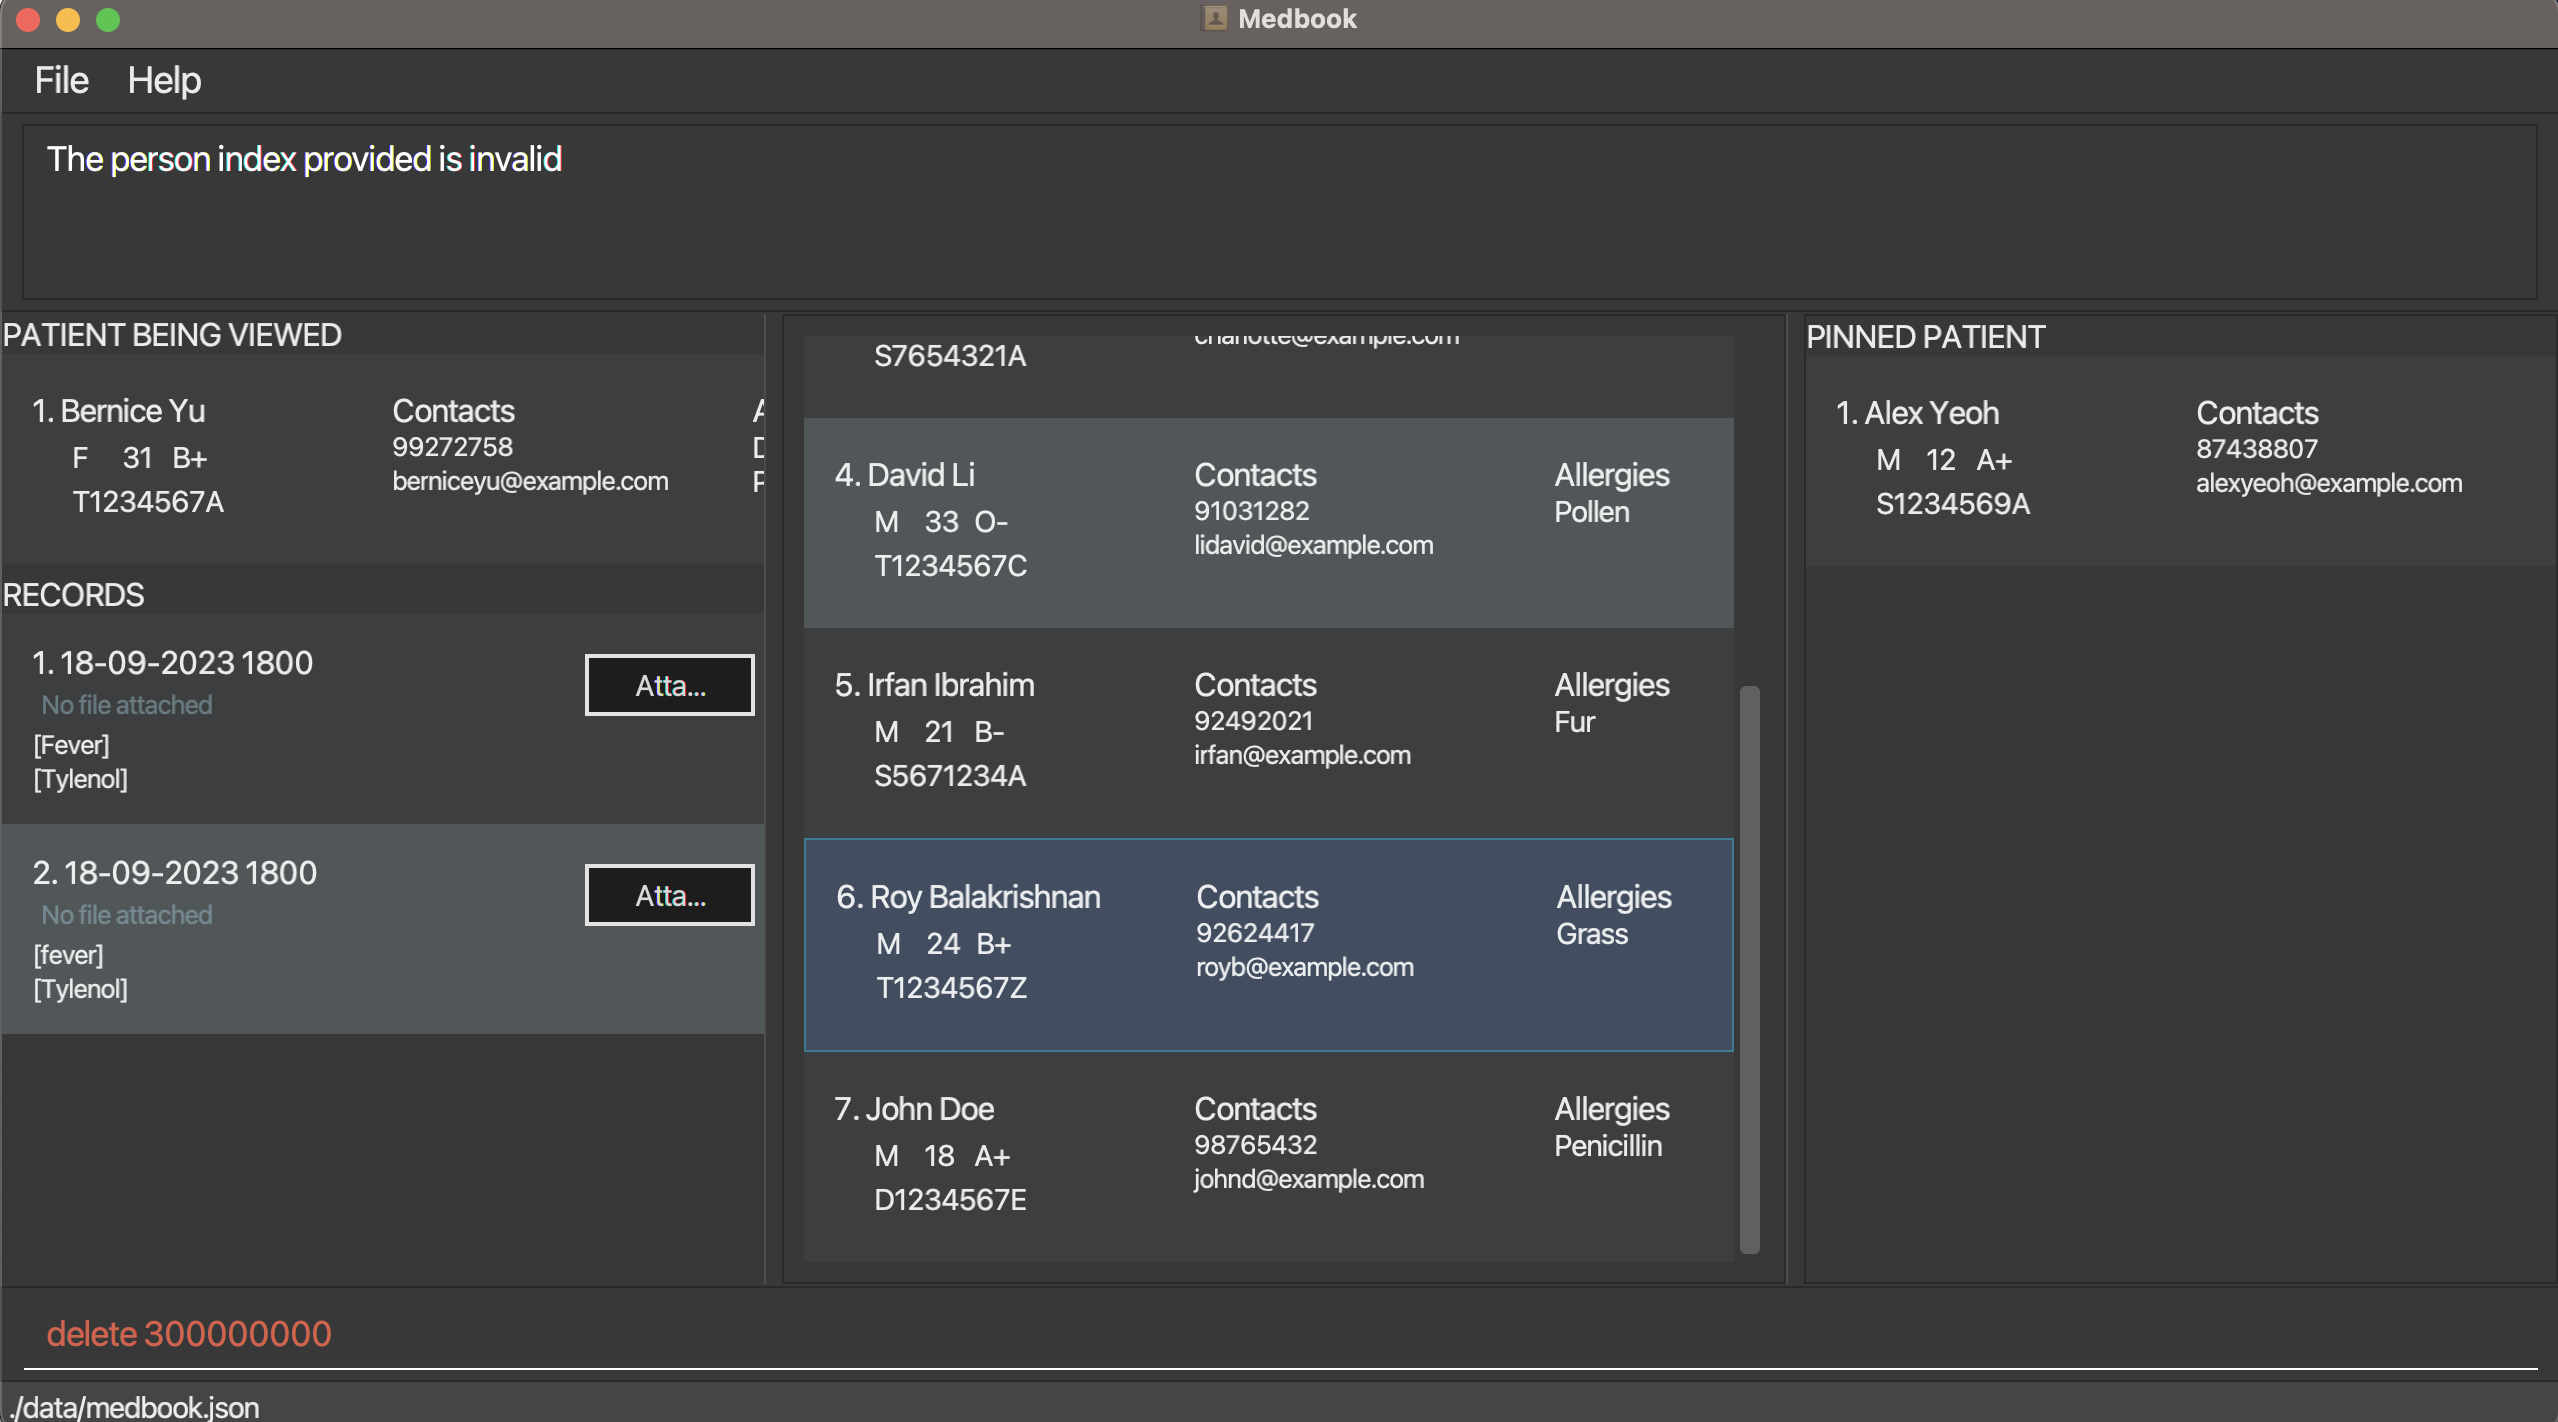 Medbook
File Help
The person index provided is invalid
PATIENT BEING VIEWED
1. Bernice Yu
F 31 B+
T1234567A
Contacts
99272758
berniceyu@example.com
RECORDS
1. 18-09-2023 1800
No file attached
[Fever]
[Tylenol]
Atta...
2. 18-09-2023 1800
No file attached
[fever]
[Tylenol]
Atta...
S7654321A
charlotte@example.com
4. David Li
M 33 O-
T1234567C
Contacts
91031282
lidavid@example.com
Allergies
Pollen
5. Irfan Ibrahim
M 21 B-
S5671234A
Contacts
92492021
irfan@example.com
Allergies
Fur
6. Roy Balakrishnan
M 24 B+
T1234567Z
Contacts
92624417
royb@example.com
Allergies
Grass
7. John Doe
M 18 A+
D1234567E
Contacts
98765432
johnd@example.com
Allergies
Penicillin
PINNED PATIENT
1. Alex Yeoh
M 12 A+
S1234569A
Contacts
87438807
alexyeoh@example.com
delete 300000000
./data/medbook.json